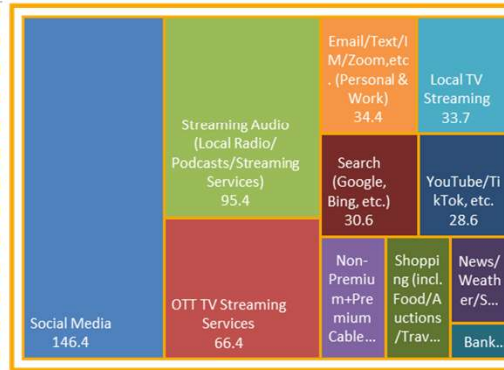 Social Media
146.4
Streaming Audio
(Local Radio/
Podcasts/Streaming
Services)
95.4
OTT TV Streaming
Services
66.4
Email/Text/I
M/Zoom,etc
. (Personal &
Work)
34.4
Local TV
Streaming
33.7
Search
(Google,
Bing, etc.)
30.6
YouTube/Ti
kTok, etc.
28.6
Non-
Premiu
m+Pre
mium
Cable...
Shoppi
ng (incl.
Food/A
uctions
/Trav...
News/
Weath
er/S...
Bank...